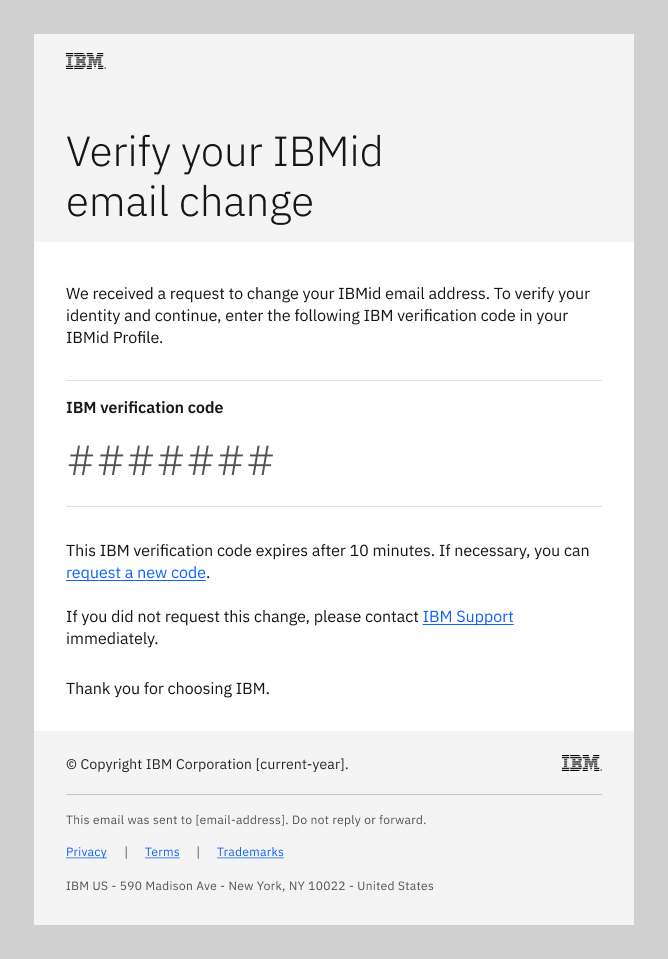 IBM
Verify your IBMid
email change
We received a request to change your IBMid email address. To verify your
identity and continue, enter the following IBM verification code in your
IBMid Profile.
IBM verification code
#######
This IBM verification code expires after 10 minutes. If necessary, you can
request a new code.
If you did not request this change, please contact IBM Support
immediately.
Thank you for choosing IBM.
© Copyright IBM Corporation [current-year].
IBM
This email was sent to [email-address]. Do not reply or forward.
Privacy | Terms | Trademarks
IBM US - 590 Madison Ave - New York, NY 10022 - United States